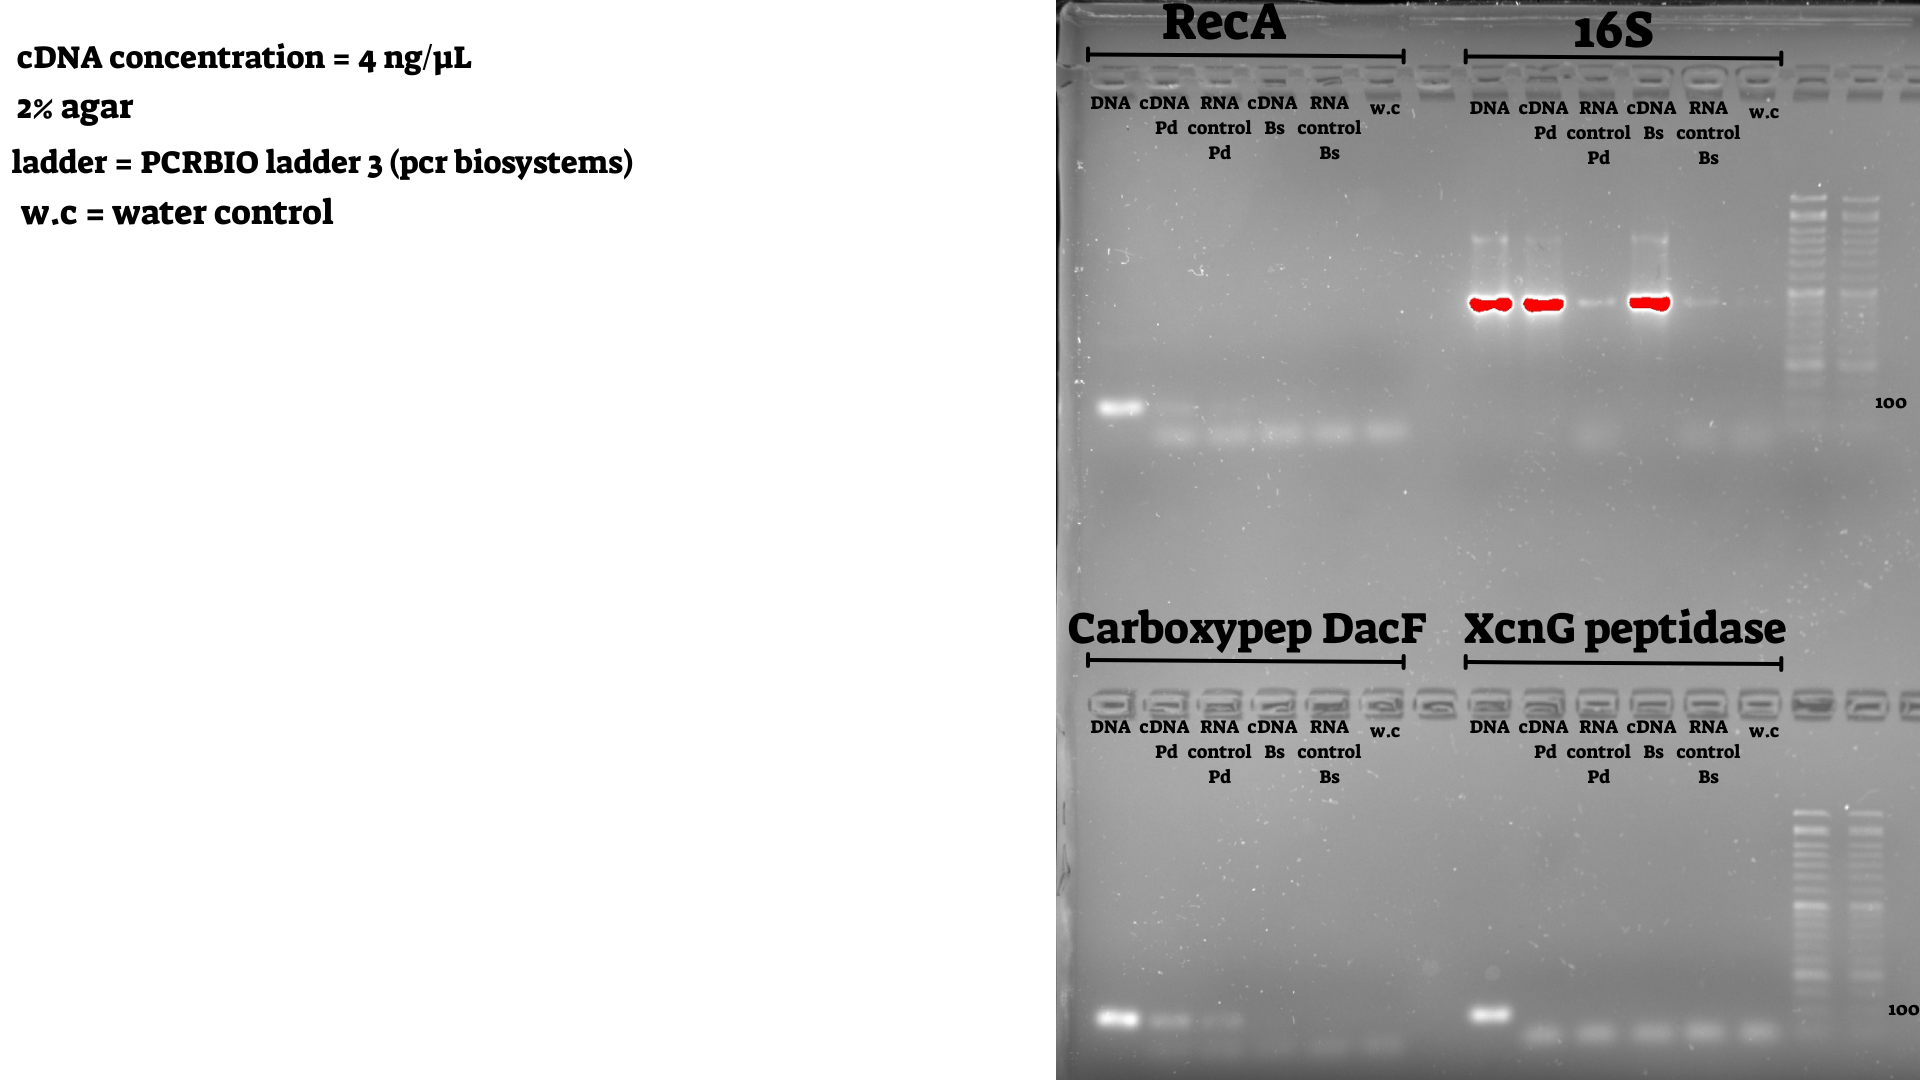 cDNA concentration = 4 ng/µL
2% agar
ladder = PCRBIO ladder 3 (pcr biosystems)
w.c = water control
RecA
DNA cDNA RNA cDNA RNA w.c
Pd control Bs control
Pd Bs
16S
DNA cDNA RNA cDNA RNA w.c
Pd control Bs control
Pd Bs
100
Carboxypep DacF
DNA cDNA RNA cDNA RNA w.c
Pd control Bs control
Pd Bs
XcnG peptidase
DNA cDNA RNA cDNA RNA w.c
Pd control Bs control
Pd Bs
100